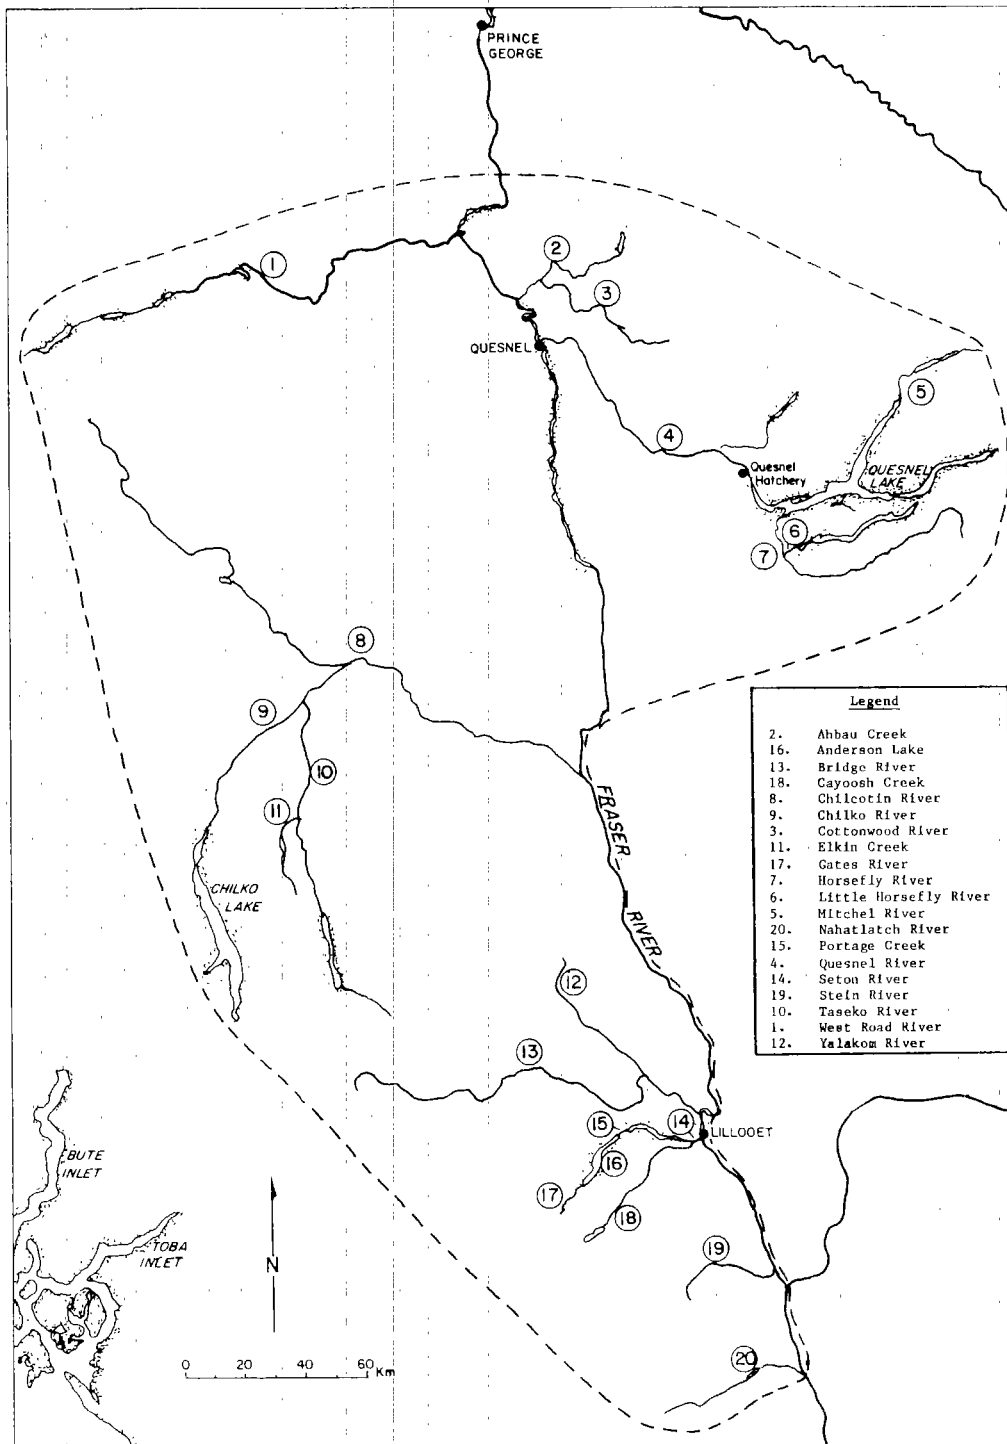 PRINCE
GEORGE
1
2
3
QUESNEL
4
5
Quesnel
Hatchery
QUESNEL
LAKE
6
7
8
9
10
11
CHILKO
LAKE
FRASER
RIVER
Legend
2. Ahbau Creek
16. Anderson Lake
13. Bridge River
18. Cayoosh Creek
8. Chilcotin River
9. Chilko River
3. Cottonwood River
11. Elkin Creek
17. Gates River
7. Horsefly River
6. Little Horsefly River
5. Mitchel River
20. Nahatlatch River
15. Portage Creek
4. Quesnel River
14. Seton River
19. Stein River
10. Taseko River
1. West Road River
12. Yalakom River
12
13
14
15
16
17
18
LILLOOET
BUTE
INLET
TOBA
INLET
N
19
20
0 20 40 60 Km